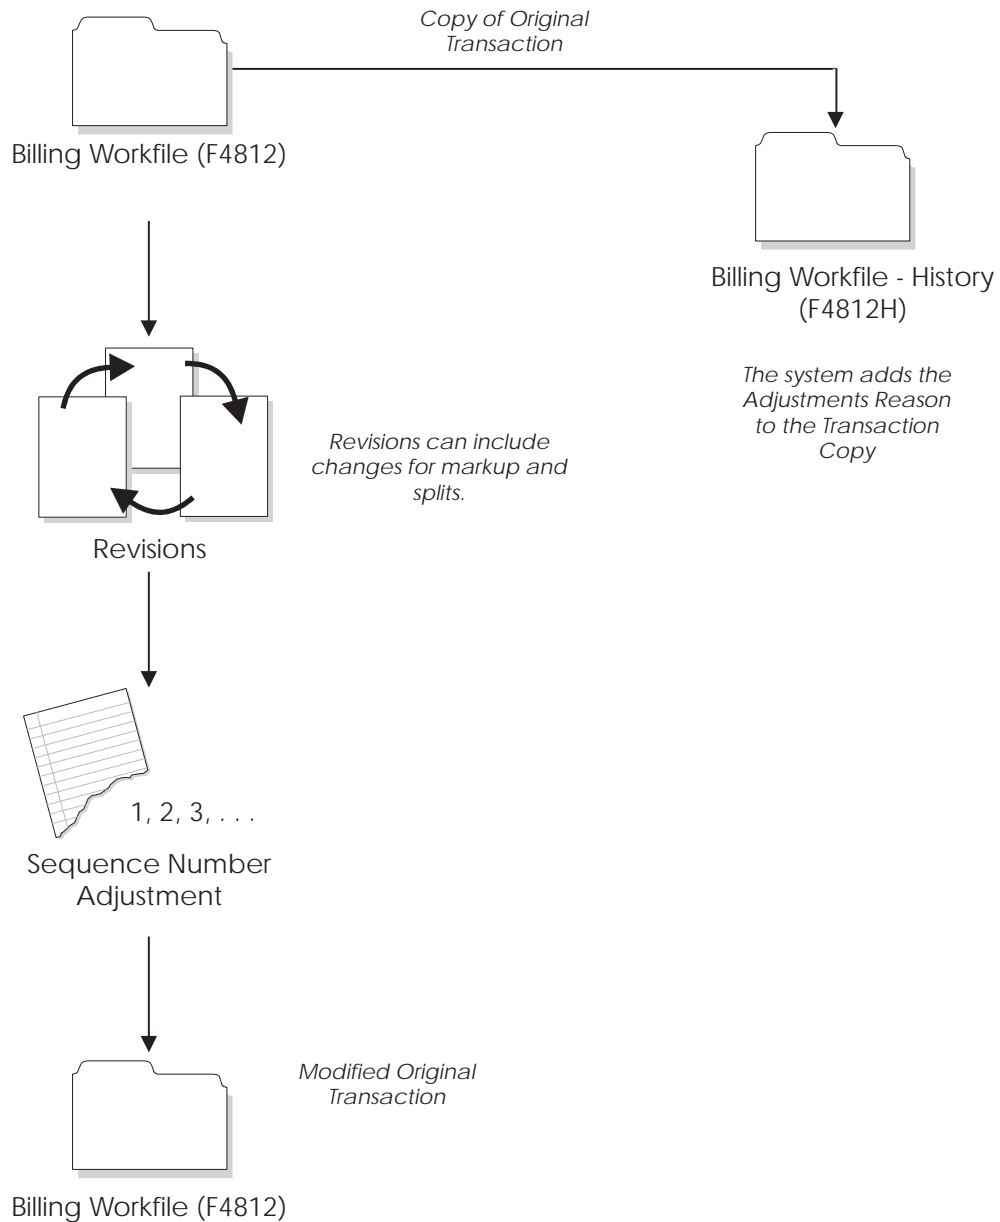 Copy of Original
Transaction
Billing Workfile (F4812)
Billing Workfile - History
(F4812H)
The system adds the
Adjustments Reason
to the Transaction
Copy
Revisions can include
changes for markup and
splits.
Revisions
1, 2, 3, . . .
Sequence Number
Adjustment
Modified Original
Transaction
Billing Workfile (F4812)